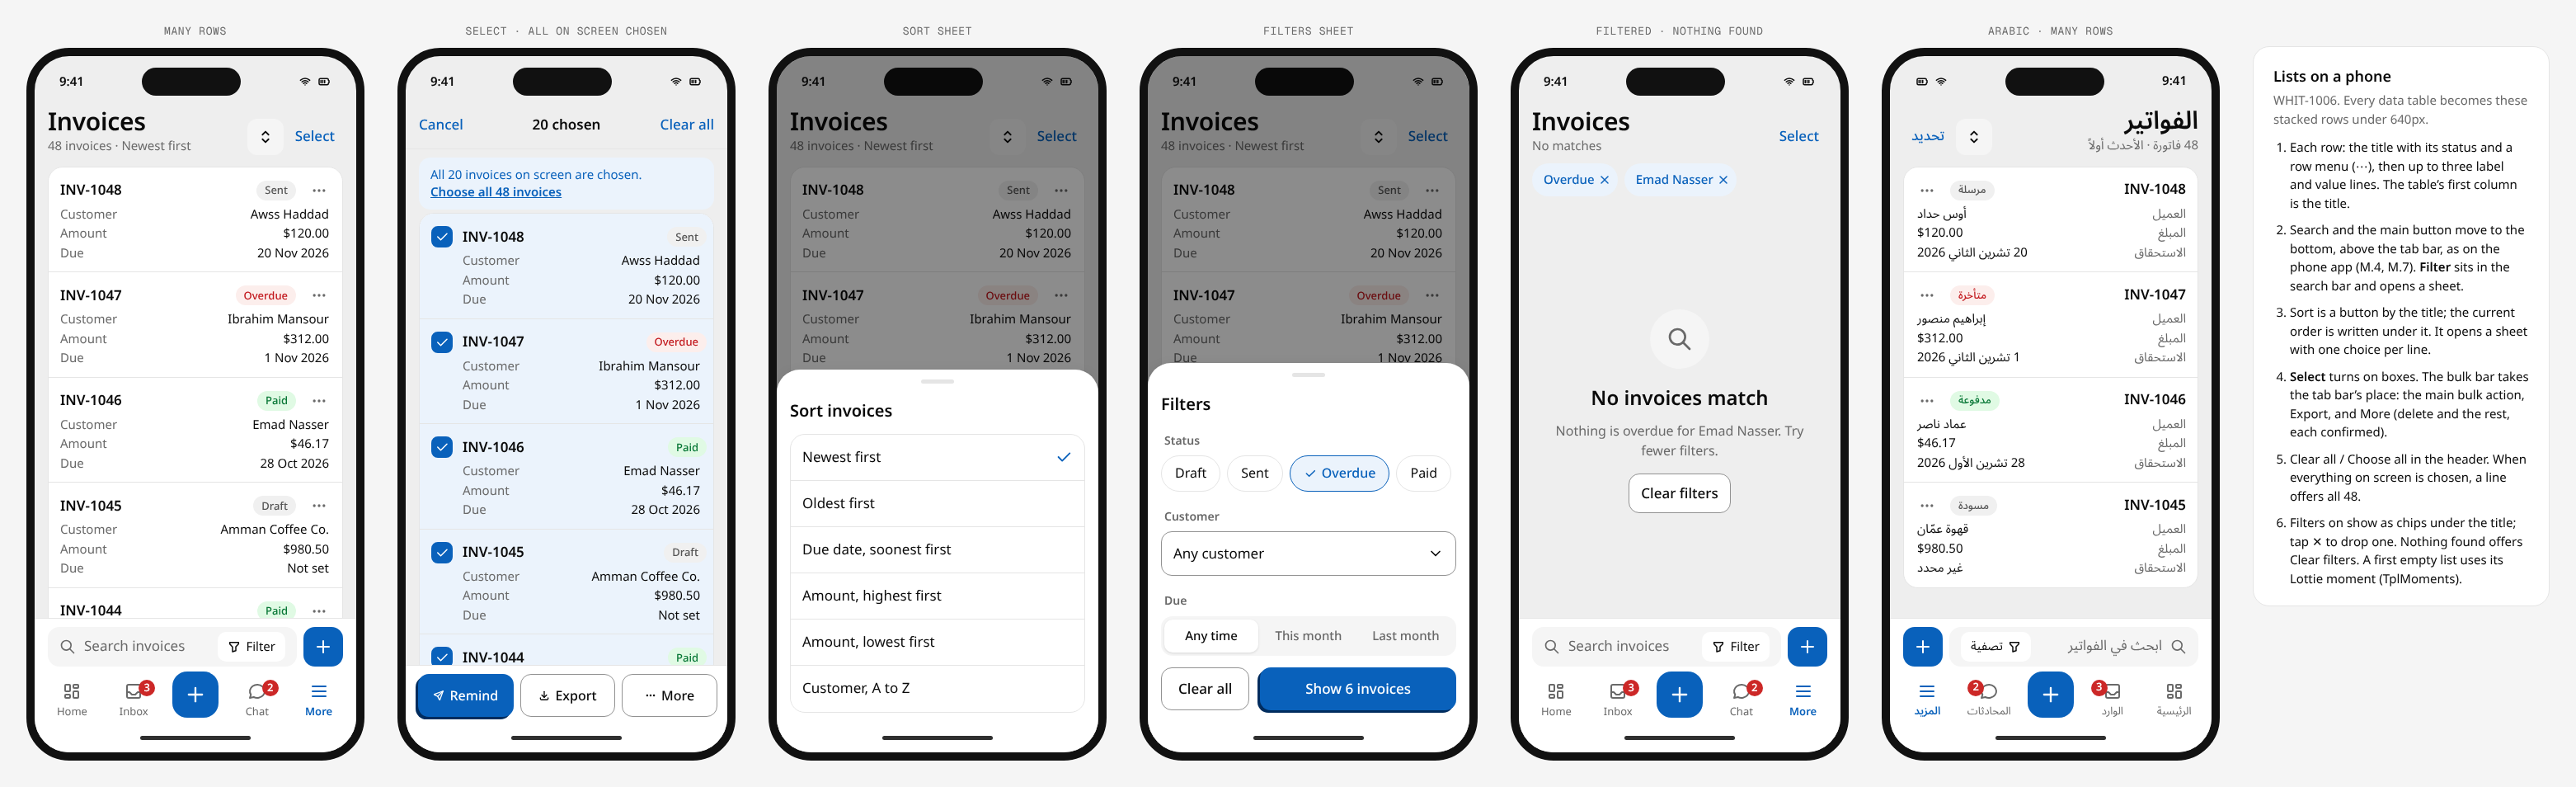 MANY ROWS
9:41
Invoices
48 invoices · Newest first
Select
INV-1048
Sent
Customer
Awss Haddad
Amount
$120.00
Due
20 Nov 2026
INV-1047
Overdue
Customer
Ibrahim Mansour
Amount
$312.00
Due
1 Nov 2026
INV-1046
Paid
Customer
Emad Nasser
Amount
$46.17
Due
28 Oct 2026
INV-1045
Draft
Customer
Amman Coffee Co.
Amount
$980.50
Due
Not set
INV-1044
Paid
Search invoices
Filter
Home
Inbox
3
Chat
2
More
SELECT · ALL ON SCREEN CHOSEN
9:41
Cancel
20 chosen
Clear all
All 20 invoices on screen are chosen.
Choose all 48 invoices
INV-1048
Sent
Customer
Awss Haddad
Amount
$120.00
Due
20 Nov 2026
INV-1047
Overdue
Customer
Ibrahim Mansour
Amount
$312.00
Due
1 Nov 2026
INV-1046
Paid
Customer
Emad Nasser
Amount
$46.17
Due
28 Oct 2026
INV-1045
Draft
Customer
Amman Coffee Co.
Amount
$980.50
Due
Not set
INV-1044
Paid
Remind
Export
More
SORT SHEET
9:41
Invoices
48 invoices · Newest first
Select
INV-1048
Sent
Customer
Awss Haddad
Amount
$120.00
Due
20 Nov 2026
INV-1047
Overdue
Customer
Ibrahim Mansour
Amount
$312.00
Due
1 Nov 2026
Sort invoices
Newest first
Oldest first
Due date, soonest first
Amount, highest first
Amount, lowest first
Customer, A to Z
FILTERS SHEET
9:41
Invoices
48 invoices · Newest first
Select
INV-1048
Sent
Customer
Awss Haddad
Amount
$120.00
Due
20 Nov 2026
INV-1047
Overdue
Customer
Ibrahim Mansour
Amount
$312.00
Due
1 Nov 2026
Filters
Status
Draft
Sent
Overdue
Paid
Customer
Any customer
Due
Any time
This month
Last month
Clear all
Show 6 invoices
FILTERED · NOTHING FOUND
9:41
Invoices
No matches
Select
Overdue ✕
Emad Nasser ✕
No invoices match
Nothing is overdue for Emad Nasser. Try
fewer filters.
Clear filters
Search invoices
Filter
Home
Inbox
3
Chat
2
More
ARABIC · MANY ROWS
9:41
الفواتير
48 فاتورة · الأحدث أولاً
تحديد
INV-1048
مرسلة
العميل
أوس حداد
المبلغ
$120.00
الاستحقاق
20 تشرين الثاني 2026
INV-1047
متأخرة
العميل
إبراهيم منصور
المبلغ
$312.00
الاستحقاق
1 تشرين الثاني 2026
INV-1046
مدفوعة
العميل
عماد ناصر
المبلغ
$46.17
الاستحقاق
28 تشرين الأول 2026
INV-1045
مسودة
العميل
قهوة عمّان
المبلغ
$980.50
الاستحقاق
غير محدد
ابحث في الفواتير
تصفية
الرئيسية
الوارد
3
المحادثات
2
المزيد
Lists on a phone
WHIT-1006. Every data table becomes these
stacked rows under 640px.
1. Each row: the title with its status and a
row menu (···), then up to three label
and value lines. The table's first column
is the title.
2. Search and the main button move to the
bottom, above the tab bar, as on the
phone app (M.4, M.7). Filter sits in the
search bar and opens a sheet.
3. Sort is a button by the title; the current
order is written under it. It opens a sheet
with one choice per line.
4. Select turns on boxes. The bulk bar takes
the tab bar's place: the main bulk action,
Export, and More (delete and the rest,
each confirmed).
5. Clear all / Choose all in the header. When
everything on screen is chosen, a line
offers all 48.
6. Filters on show as chips under the title;
tap ✕ to drop one. Nothing found offers
Clear filters. A first empty list uses its
Lottie moment (TplMoments).